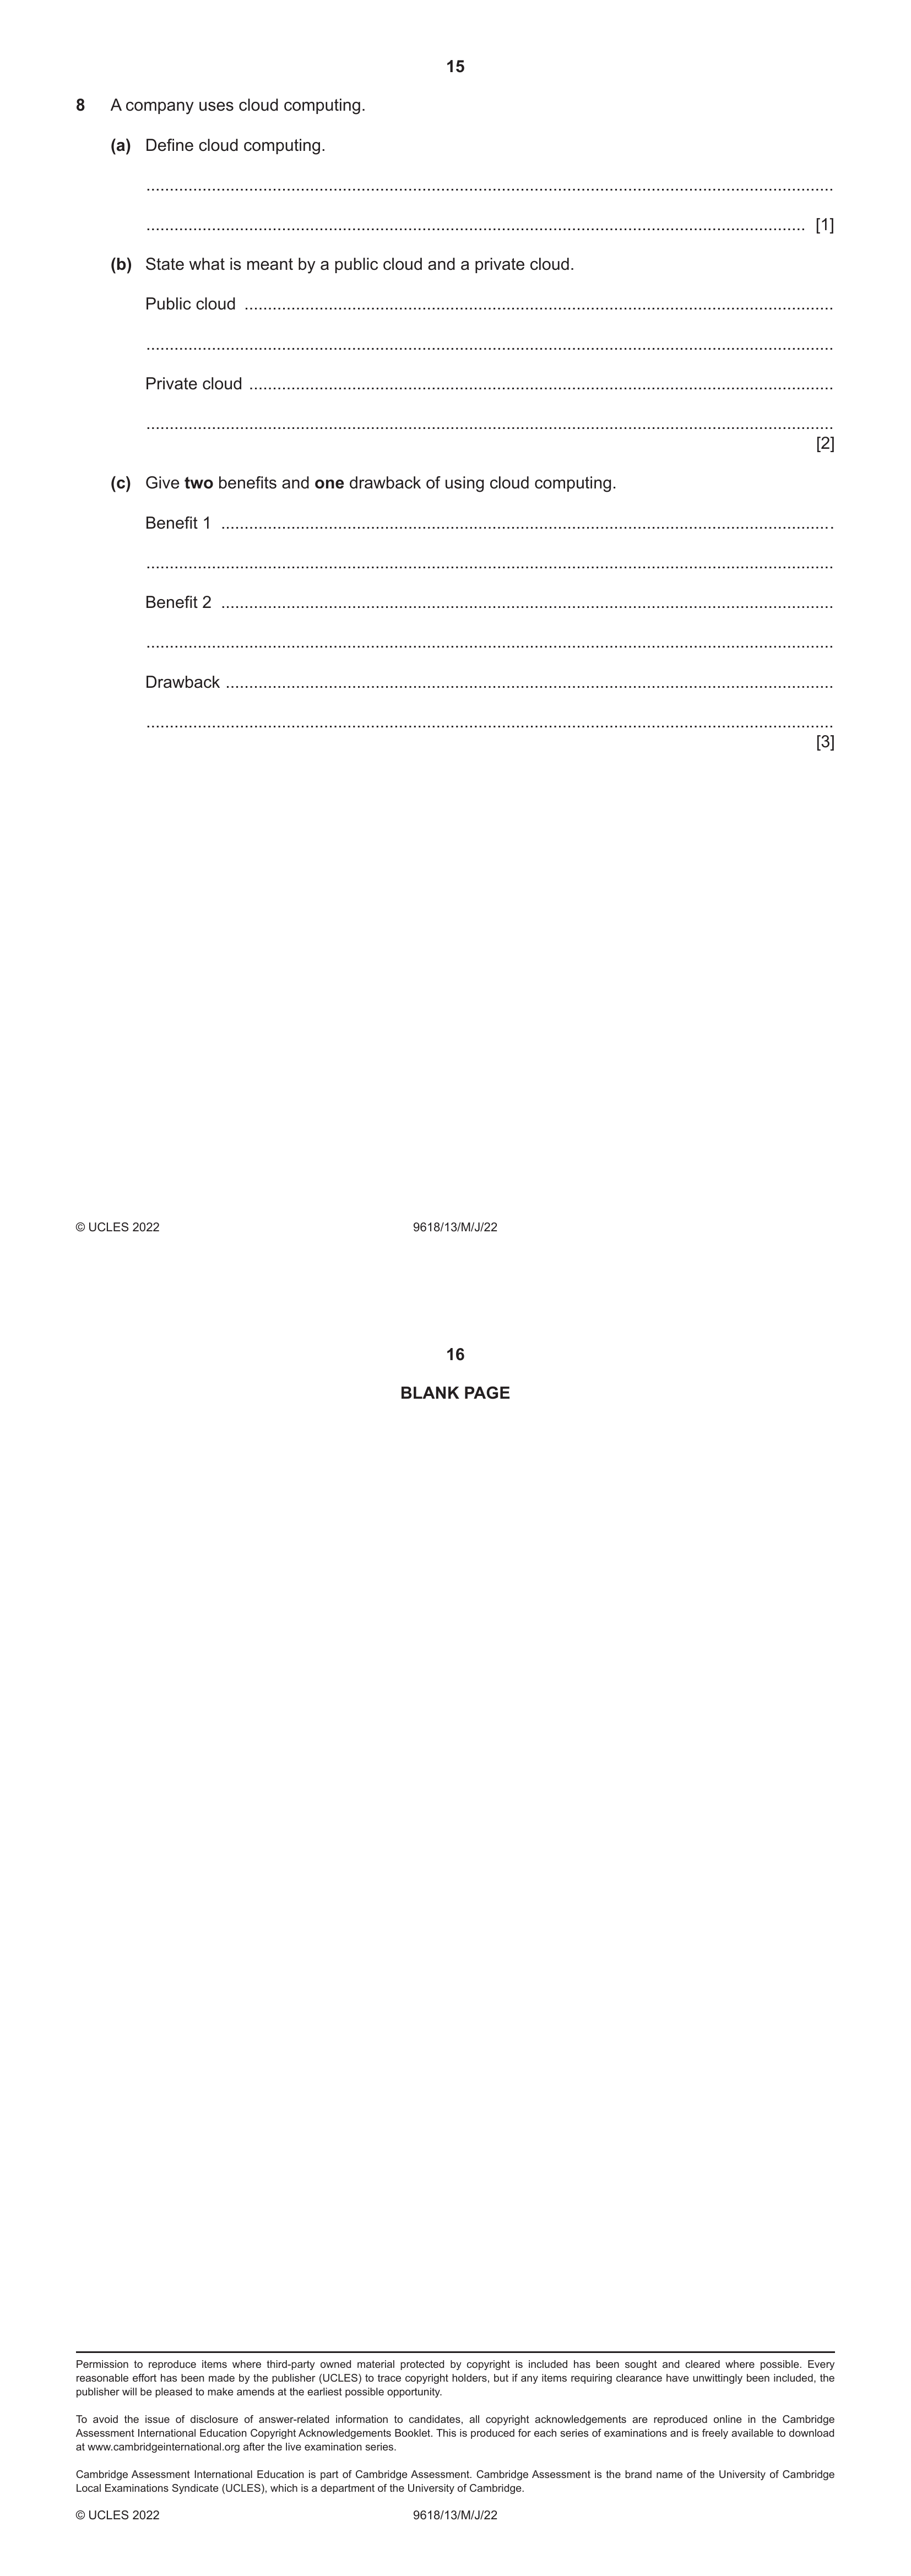 15
8 A company uses cloud computing.
(a) Define cloud computing.
..........................................................................................
.......................................................................................... [1]
(b) State what is meant by a public cloud and a private cloud.
Public cloud ..........................................................................................
..........................................................................................
Private cloud ..........................................................................................
..........................................................................................
[2]
(c) Give two benefits and one drawback of using cloud computing.
Benefit 1 ..........................................................................................
..........................................................................................
Benefit 2 ..........................................................................................
..........................................................................................
Drawback ..........................................................................................
..........................................................................................
[3]
© UCLES 2022 9618/13/M/J/22
16
BLANK PAGE
Permission to reproduce items where third-party owned material protected by copyright is included has been sought and cleared where possible. Every
reasonable effort has been made by the publisher (UCLES) to trace copyright holders, but if any items requiring clearance have unwittingly been included, the
publisher will be pleased to make amends at the earliest possible opportunity.
To avoid the issue of disclosure of answer-related information to candidates, all copyright acknowledgements are reproduced online in the Cambridge
Assessment International Education Copyright Acknowledgements Booklet. This is produced for each series of examinations and is freely available to download
at www.cambridgeinternational.org after the live examination series.
Cambridge Assessment International Education is part of Cambridge Assessment. Cambridge Assessment is the brand name of the University of Cambridge
Local Examinations Syndicate (UCLES), which is a department of the University of Cambridge.
© UCLES 2022 9618/13/M/J/22